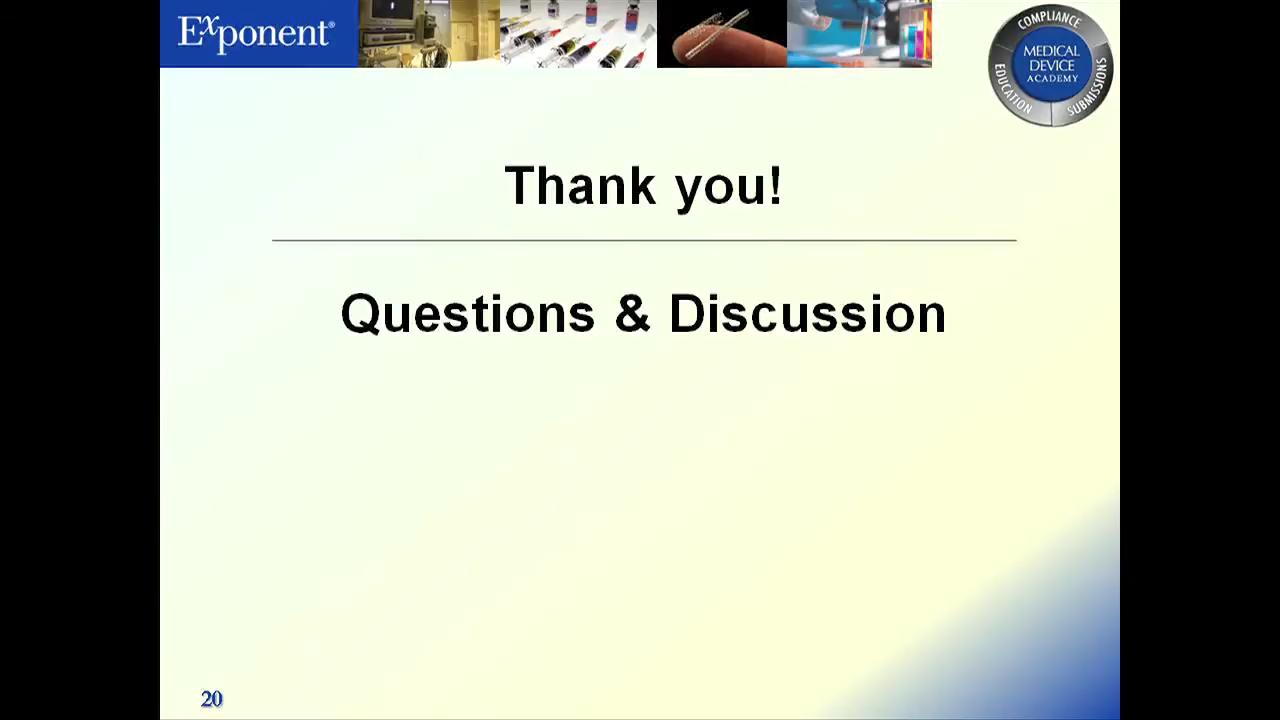 Exponent®
COMPLIANCE
MEDICAL
DEVICE
ACADEMY
EDUCATION
SUBMISSIONS
Thank you!
Questions & Discussion
20